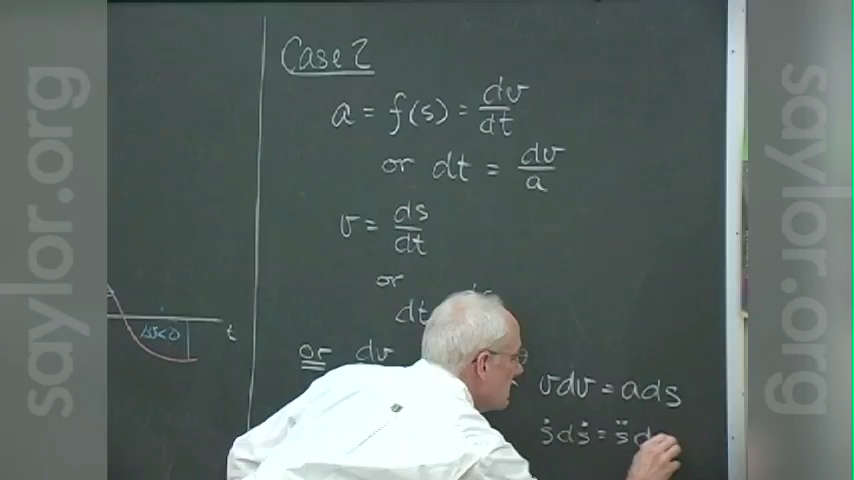 saylor.org
Case 2
a = f(s) = dv/dt
or dt = dv/a
v = ds/dt
or
dt
or dv
Δs<0
t
v dv = a ds
ṡ dṡ = s̈ d
saylor.org